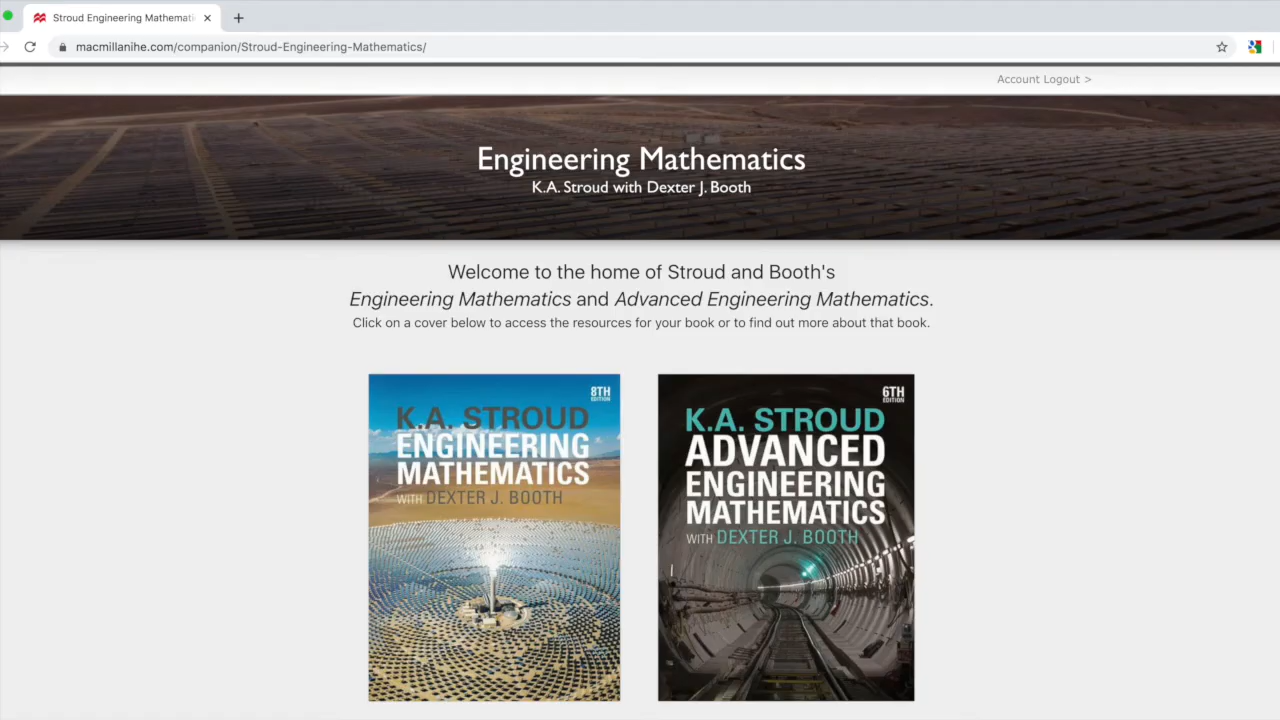 Stroud Engineering Mathemati
macmillanihe.com/companion/Stroud-Engineering-Mathematics/
Account Logout >
Engineering Mathematics
K.A. Stroud with Dexter J. Booth
Welcome to the home of Stroud and Booth's
Engineering Mathematics and Advanced Engineering Mathematics.
Click on a cover below to access the resources for your book or to find out more about that book.
8TH
EDITION
K.A. STROUD
ENGINEERING
MATHEMATICS
WITH DEXTER J. BOOTH
6TH
EDITION
K.A. STROUD
ADVANCED
ENGINEERING
MATHEMATICS
WITH DEXTER J. BOOTH